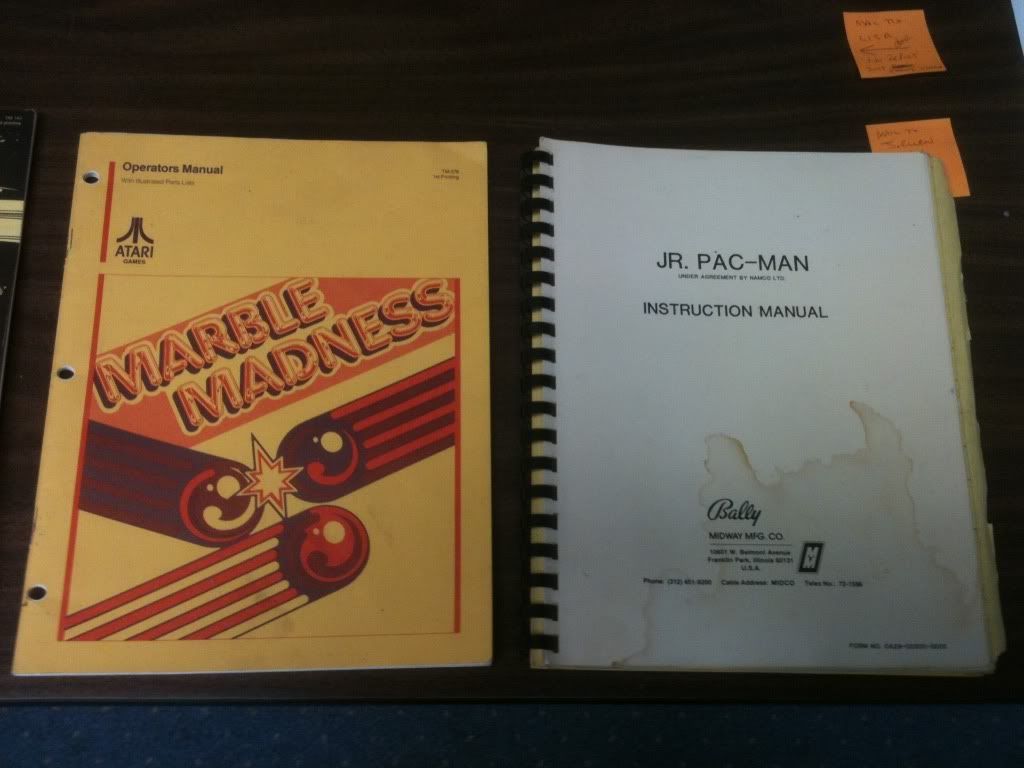 Operators Manual
With Illustrated Parts Lists
1st Printing
ATARI
GAMES
MARBLE
MADNESS
JR. PAC-MAN
UNDER AGREEMENT BY NAMCO LTD.
INSTRUCTION MANUAL
Bally
MIDWAY MFG. CO.
10601 W. Belmont Avenue
Franklin Park, Illinois 60131
U.S.A.
Phone: (312) 451-9200 Cable Address: MIDCO Telex No.: 72-1596
FORM NO.